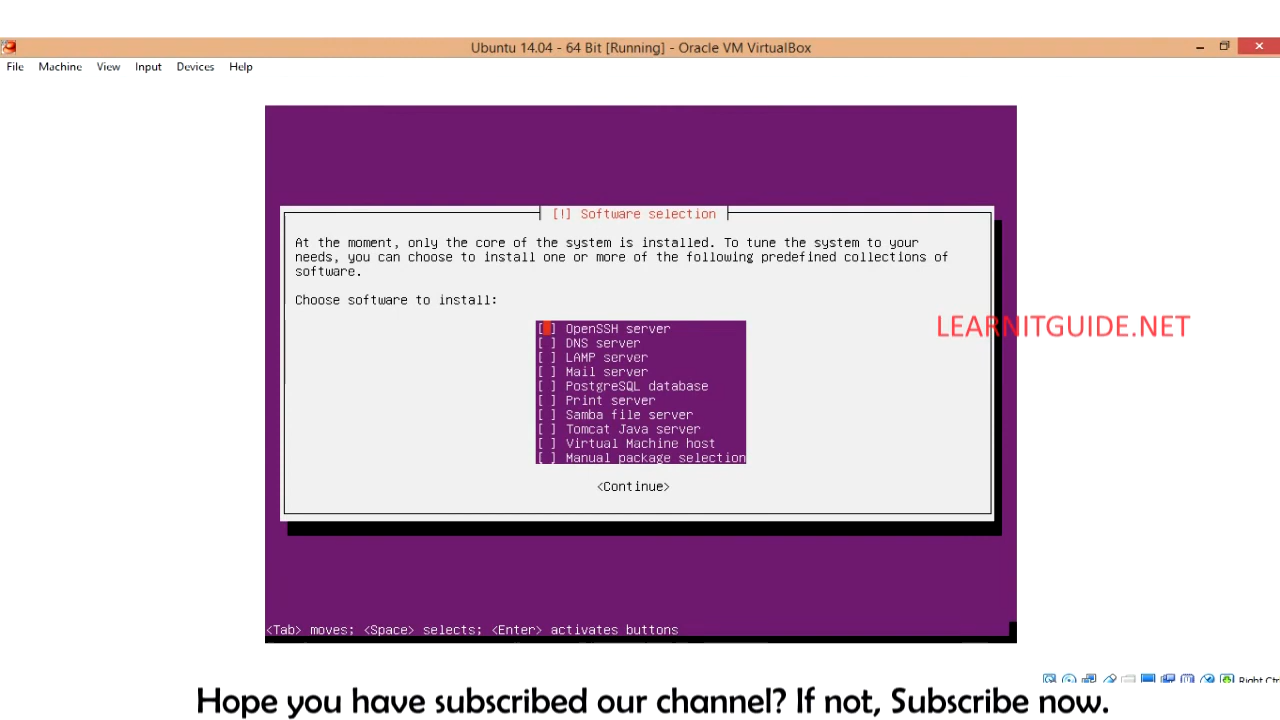 Ubuntu 14.04 - 64 Bit [Running] - Oracle VM VirtualBox
File Machine View Input Devices Help
[!] Software selection
At the moment, only the core of the system is installed. To tune the system to your
needs, you can choose to install one or more of the following predefined collections of
software.
Choose software to install:
[ ] OpenSSH server
[ ] DNS server
[ ] LAMP server
[ ] Mail server
[ ] PostgreSQL database
[ ] Print server
[ ] Samba file server
[ ] Tomcat Java server
[ ] Virtual Machine host
[ ] Manual package selection
<Continue>
LEARNITGUIDE.NET
<Tab> moves; <Space> selects; <Enter> activates buttons
Right Ctr
Hope you have subscribed our channel? If not, Subscribe now.